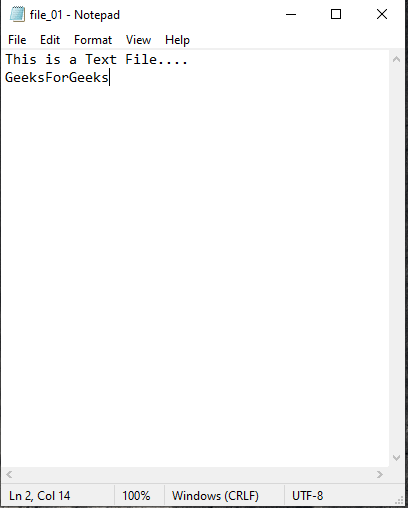 file_01 - Notepad
File Edit Format View Help
This is a Text File....
GeeksForGeeks
Ln 2, Col 14 100% Windows (CRLF) UTF-8